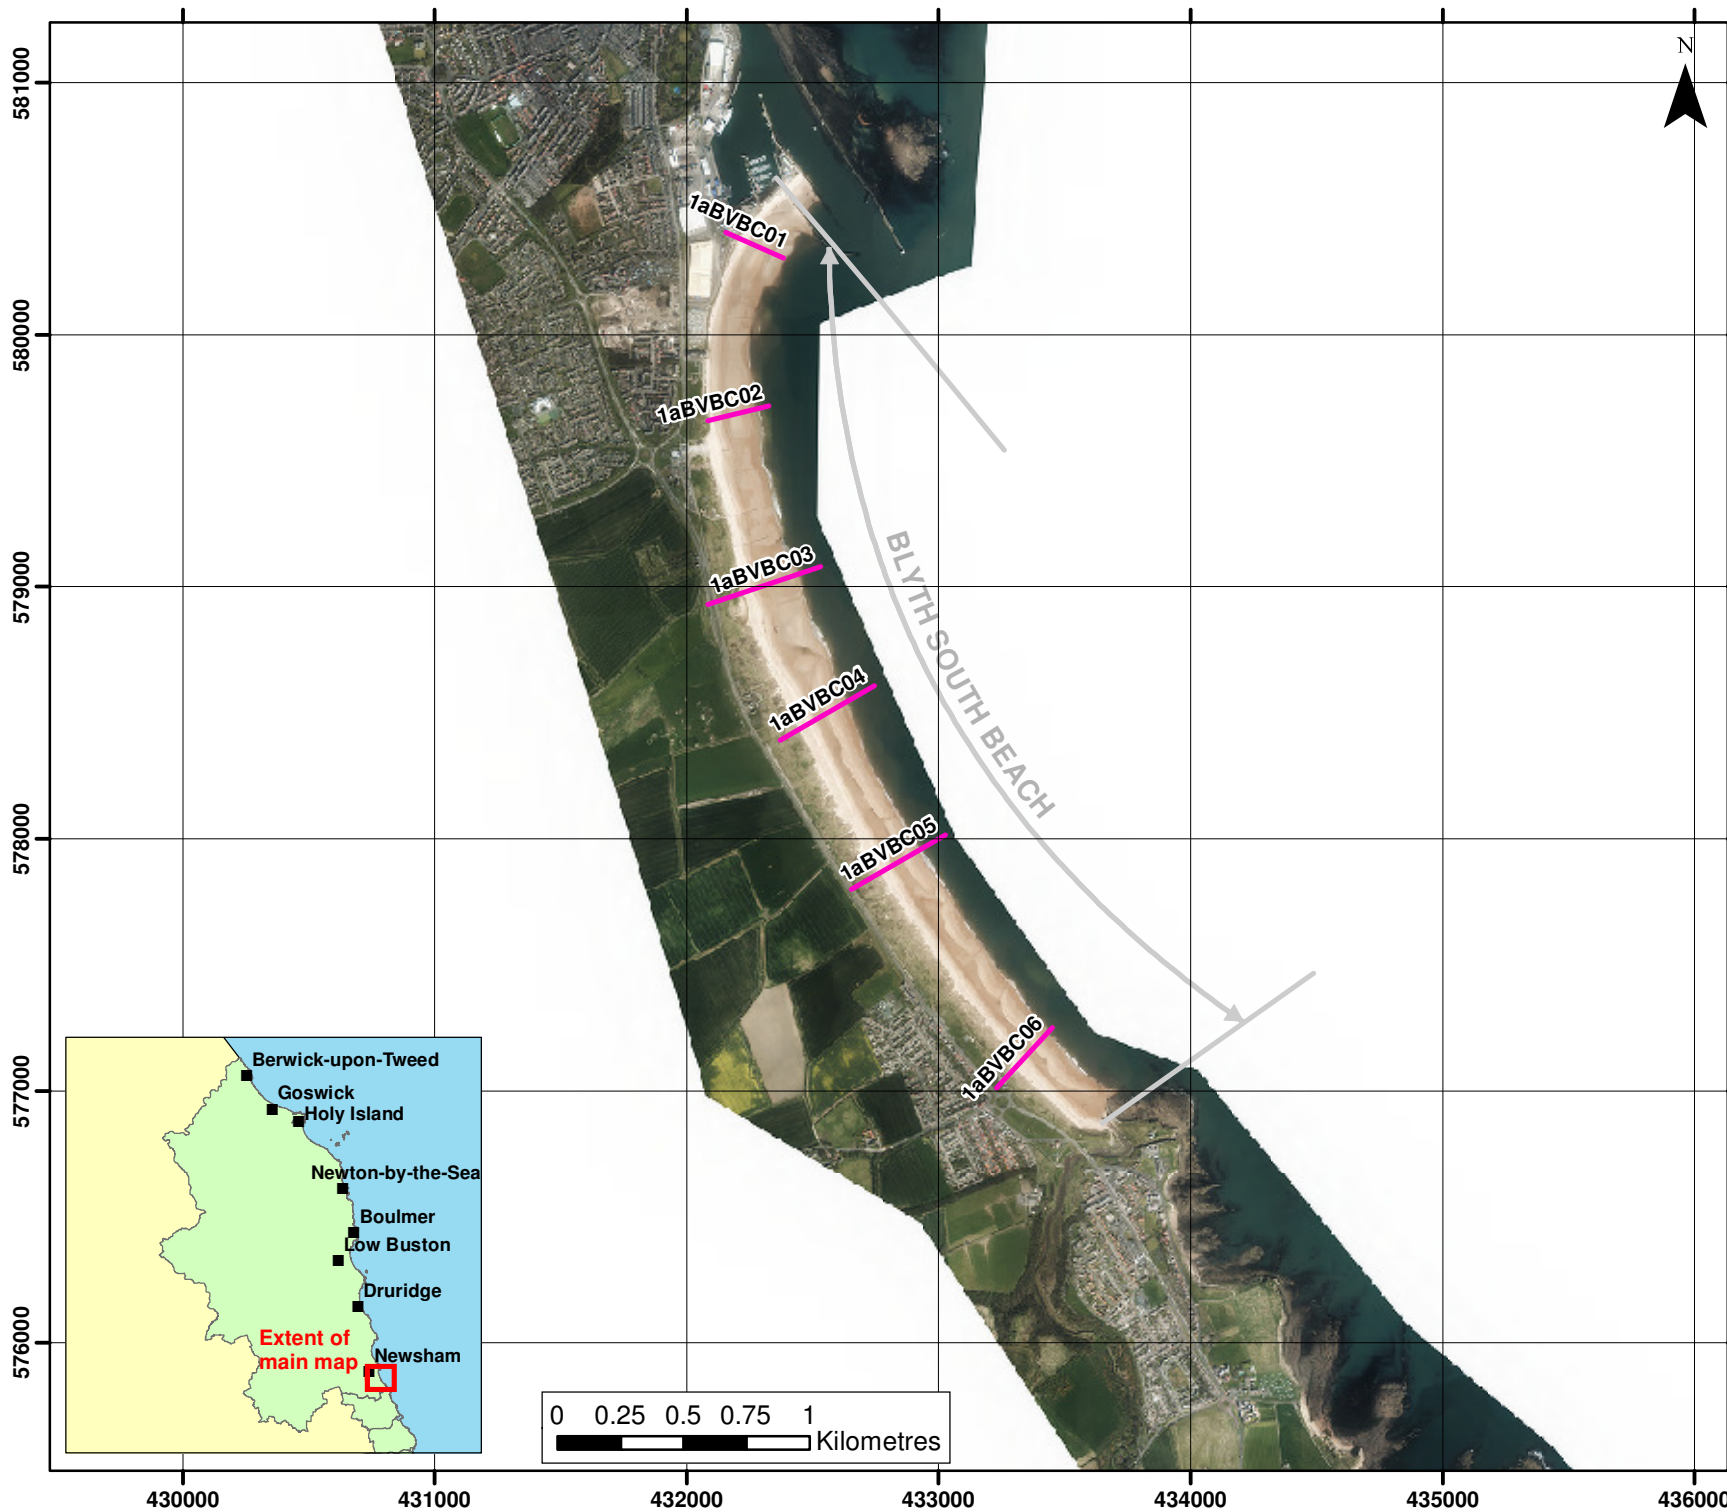 N
581000
580000
579000
578000
577000
576000
1aBVBC01
1aBVBC02
1aBVBC03
1aBVBC04
1aBVBC05
1aBVBC06
BLYTH SOUTH BEACH
Berwick-upon-Tweed
Goswick
Holy Island
Newton-by-the-Sea
Boulmer
Low Buston
Druridge
Extent of
main map
Newsham
0 0.25 0.5 0.75 1
Kilometres
430000 431000 432000 433000 434000 435000 436000